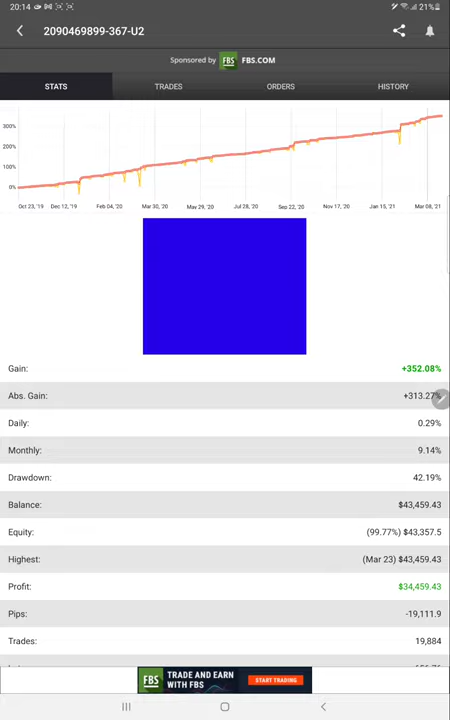 20:14
21%
2090469899-367-U2
Sponsored by FBS FBS.COM
STATS TRADES ORDERS HISTORY
300%
200%
100%
0%
Oct 23, '19 Dec 12, '19 Feb 04, '20 Mar 30, '20 May 29, '20 Jul 28, '20 Sep 22, '20 Nov 17, '20 Jan 15, '21 Mar 08, '21
Gain: +352.08%
Abs. Gain: +313.27%
Daily: 0.29%
Monthly: 9.14%
Drawdown: 42.19%
Balance: $43,459.43
Equity: (99.77%) $43,357.5
Highest: (Mar 23) $43,459.43
Profit: $34,459.43
Pips: -19,111.9
Trades: 19,884
FBS TRADE AND EARN
WITH FBS
START TRADING